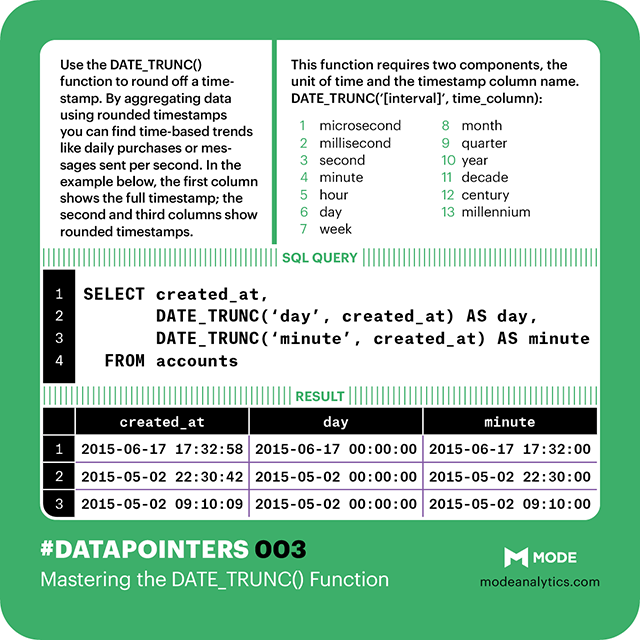 Use the DATE_TRUNC()
function to round off a time-
stamp. By aggregating data
using rounded timestamps
you can find time-based trends
like daily purchases or mes-
sages sent per second. In the
example below, the first column
shows the full timestamp; the
second and third columns show
rounded timestamps.
This function requires two components, the
unit of time and the timestamp column name.
DATE_TRUNC(‘[interval]’, time_column):
1 microsecond
2 millisecond
3 second
4 minute
5 hour
6 day
7 week
8 month
9 quarter
10 year
11 decade
12 century
13 millennium
SQL QUERY
1 SELECT created_at,
2 DATE_TRUNC(‘day’, created_at) AS day,
3 DATE_TRUNC(‘minute’, created_at) AS minute
4 FROM accounts
RESULT
created_at day minute
1 2015-06-17 17:32:58 2015-06-17 00:00:00 2015-06-17 17:32:00
2 2015-05-02 22:30:42 2015-05-02 00:00:00 2015-05-02 22:30:00
3 2015-05-02 09:10:09 2015-05-02 00:00:00 2015-05-02 09:10:00
#DATAPOINTERS 003
Mastering the DATE_TRUNC() Function
MODE
modeanalytics.com